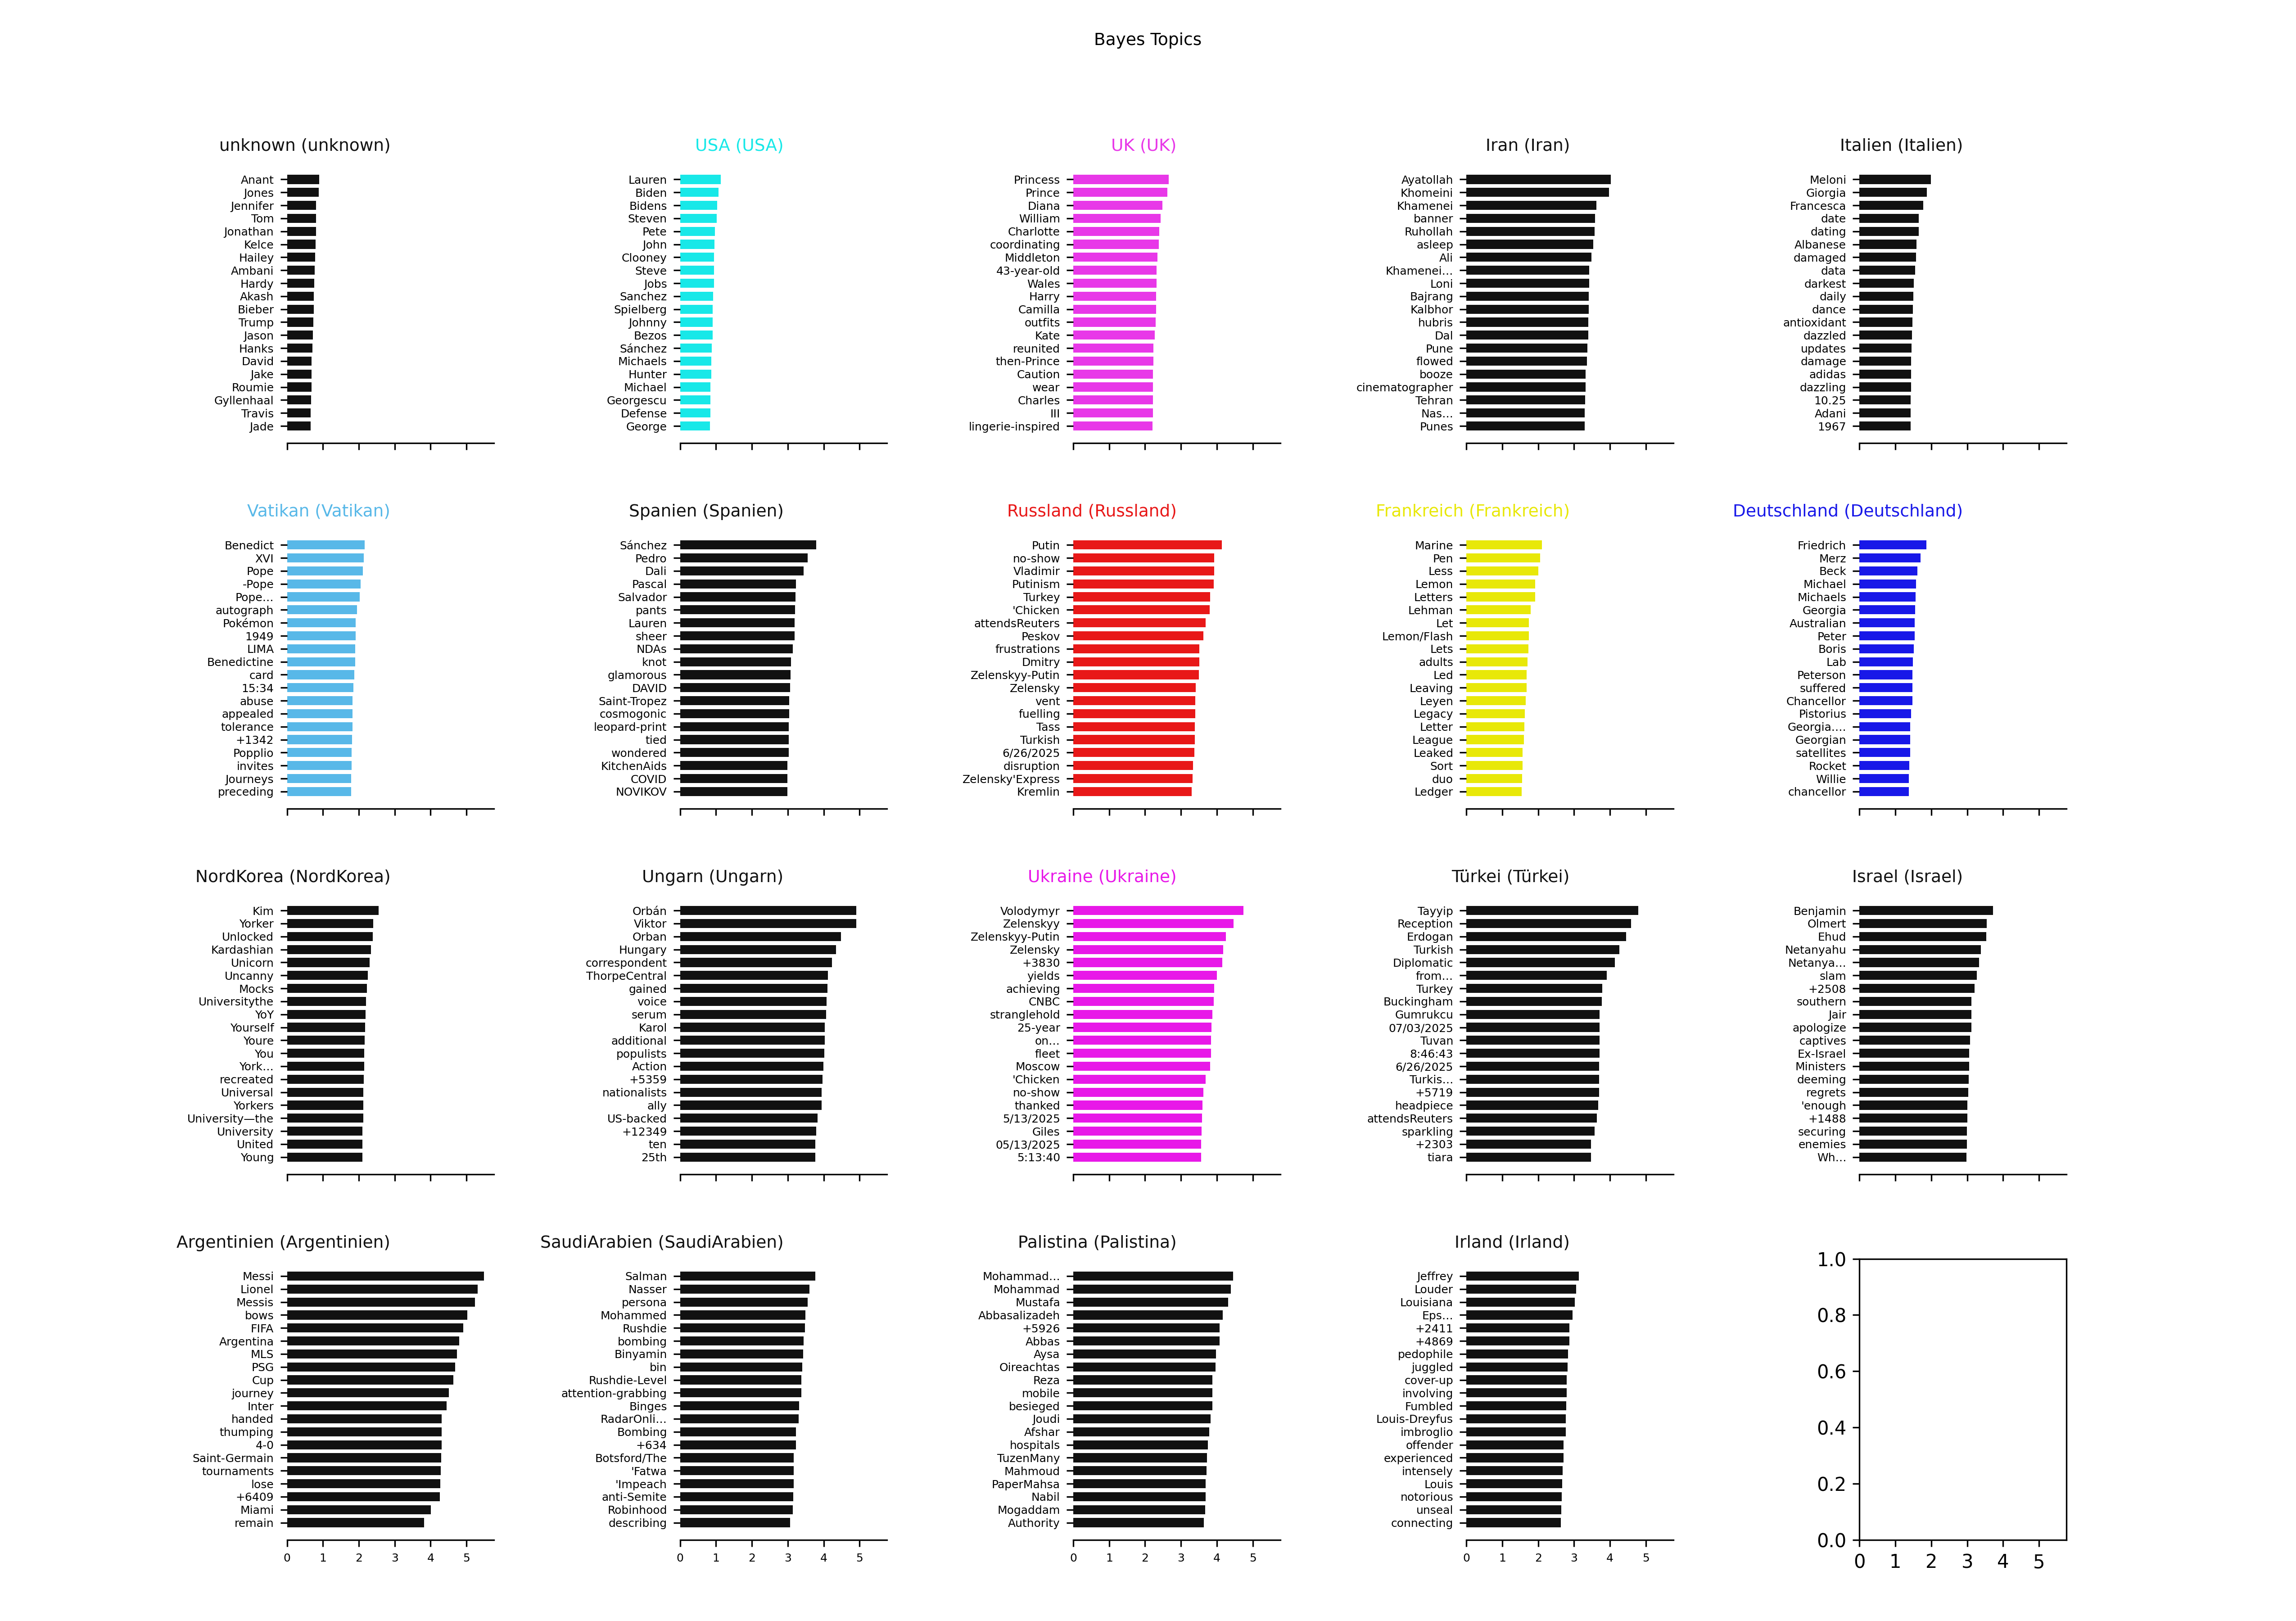 Bayes Topics
unknown (unknown)
Anant
Jones
Jennifer
Tom
Jonathan
Kelce
Hailey
Ambani
Hardy
Akash
Bieber
Trump
Jason
Hanks
David
Jake
Roumie
Gyllenhaal
Travis
Jade
USA (USA)
Lauren
Biden
Bidens
Steven
Pete
John
Clooney
Steve
Jobs
Sanchez
Spielberg
Johnny
Bezos
Sánchez
Michaels
Hunter
Michael
Georgescu
Defense
George
UK (UK)
Princess
Prince
Diana
William
Charlotte
coordinating
Middleton
43-year-old
Wales
Harry
Camilla
outfits
Kate
reunited
then-Prince
Caution
wear
Charles
III
lingerie-inspired
Iran (Iran)
Ayatollah
Khomeini
Khamenei
banner
Ruhollah
asleep
Ali
Khamenei…
Loni
Bajrang
Kalbhor
hubris
Dal
Pune
flowed
booze
cinematographer
Tehran
Nas…
Punes
Italien (Italien)
Meloni
Giorgia
Francesca
date
dating
Albanese
damaged
data
darkest
daily
dance
antioxidant
dazzled
updates
damage
adidas
dazzling
10.25
Adani
1967
Vatikan (Vatikan)
Benedict
XVI
Pope
-Pope
Pope…
autograph
Pokémon
1949
LIMA
Benedictine
card
15:34
abuse
appealed
tolerance
+1342
Popplio
invites
Journeys
preceding
Spanien (Spanien)
Sánchez
Pedro
Dali
Pascal
Salvador
pants
Lauren
sheer
NDAs
knot
glamorous
DAVID
Saint-Tropez
cosmogonic
leopard-print
tied
wondered
KitchenAids
COVID
NOVIKOV
Russland (Russland)
Putin
no-show
Vladimir
Putinism
Turkey
'Chicken
attendsReuters
Peskov
frustrations
Dmitry
Zelenskyy-Putin
Zelensky
vent
fuelling
Tass
Turkish
6/26/2025
disruption
Zelensky'Express
Kremlin
Frankreich (Frankreich)
Marine
Pen
Less
Lemon
Letters
Lehman
Let
Lemon/Flash
Lets
adults
Led
Leaving
Leyen
Legacy
Letter
League
Leaked
Sort
duo
Ledger
Deutschland (Deutschland)
Friedrich
Merz
Beck
Michael
Michaels
Georgia
Australian
Peter
Boris
Lab
Peterson
suffered
Chancellor
Pistorius
Georgia.…
Georgian
satellites
Rocket
Willie
chancellor
NordKorea (NordKorea)
Kim
Yorker
Unlocked
Kardashian
Unicorn
Uncanny
Mocks
Universitythe
YoY
Yourself
Youre
You
York…
recreated
Universal
Yorkers
University—the
University
United
Young
Ungarn (Ungarn)
Orbán
Viktor
Orban
Hungary
correspondent
ThorpeCentral
gained
voice
serum
Karol
additional
populists
Action
+5359
nationalists
ally
US-backed
+12349
ten
25th
Ukraine (Ukraine)
Volodymyr
Zelenskyy
Zelenskyy-Putin
Zelensky
+3830
yields
achieving
CNBC
stranglehold
25-year
on…
fleet
Moscow
'Chicken
no-show
thanked
5/13/2025
Giles
05/13/2025
5:13:40
Türkei (Türkei)
Tayyip
Reception
Erdogan
Turkish
Diplomatic
from…
Turkey
Buckingham
Gumrukcu
07/03/2025
Tuvan
8:46:43
6/26/2025
Turkis…
+5719
headpiece
attendsReuters
sparkling
+2303
tiara
Israel (Israel)
Benjamin
Olmert
Ehud
Netanyahu
Netanya…
slam
+2508
southern
Jair
apologize
captives
Ex-Israel
Ministers
deeming
regrets
'enough
+1488
securing
enemies
Wh…
Argentinien (Argentinien)
Messi
Lionel
Messis
bows
FIFA
Argentina
MLS
PSG
Cup
journey
Inter
handed
thumping
4-0
Saint-Germain
tournaments
lose
+6409
Miami
remain
0 1 2 3 4 5
SaudiArabien (SaudiArabien)
Salman
Nasser
persona
Mohammed
Rushdie
bombing
Binyamin
bin
Rushdie-Level
attention-grabbing
Binges
RadarOnli…
Bombing
+634
Botsford/The
'Fatwa
'Impeach
anti-Semite
Robinhood
describing
0 1 2 3 4 5
Palistina (Palistina)
Mohammad…
Mohammad
Mustafa
Abbasalizadeh
+5926
Abbas
Aysa
Oireachtas
Reza
mobile
besieged
Joudi
Afshar
hospitals
TuzenMany
Mahmoud
PaperMahsa
Nabil
Mogaddam
Authority
0 1 2 3 4 5
Irland (Irland)
Jeffrey
Louder
Louisiana
Eps…
+2411
+4869
pedophile
juggled
cover-up
involving
Fumbled
Louis-Dreyfus
imbroglio
offender
experienced
intensely
Louis
notorious
unseal
connecting
0 1 2 3 4 5
1.0
0.8
0.6
0.4
0.2
0.0
0 1 2 3 4 5